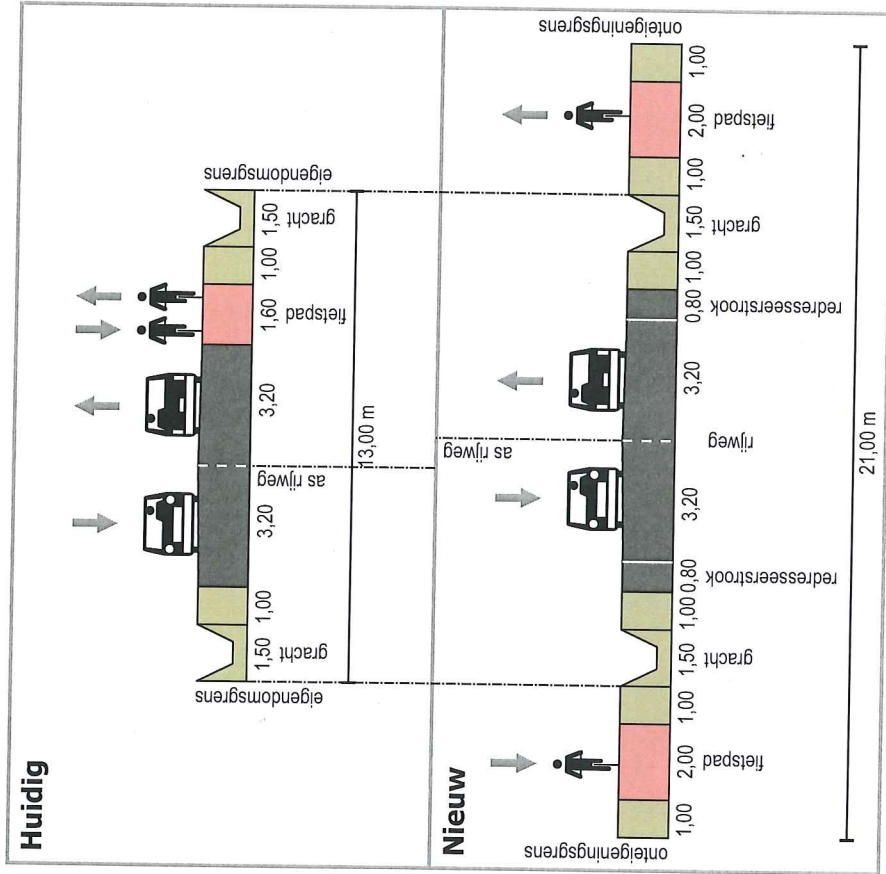 Huidig
eigendomsgrens
1,50
gracht
1,00
3,20
as rijweg
3,20
1,60
fietspad
1,00
1,50
gracht
eigendomsgrens
13,00 m
Nieuw
onteigeningsgrens
1,00
2,00
fietspad
1,00
1,50
gracht
1,00
0,80
redresseerstrook
3,20
as rijweg
rijweg
3,20
0,80
redresseerstrook
1,00
1,50
gracht
1,00
2,00
fietspad
1,00
onteigeningsgrens
21,00 m